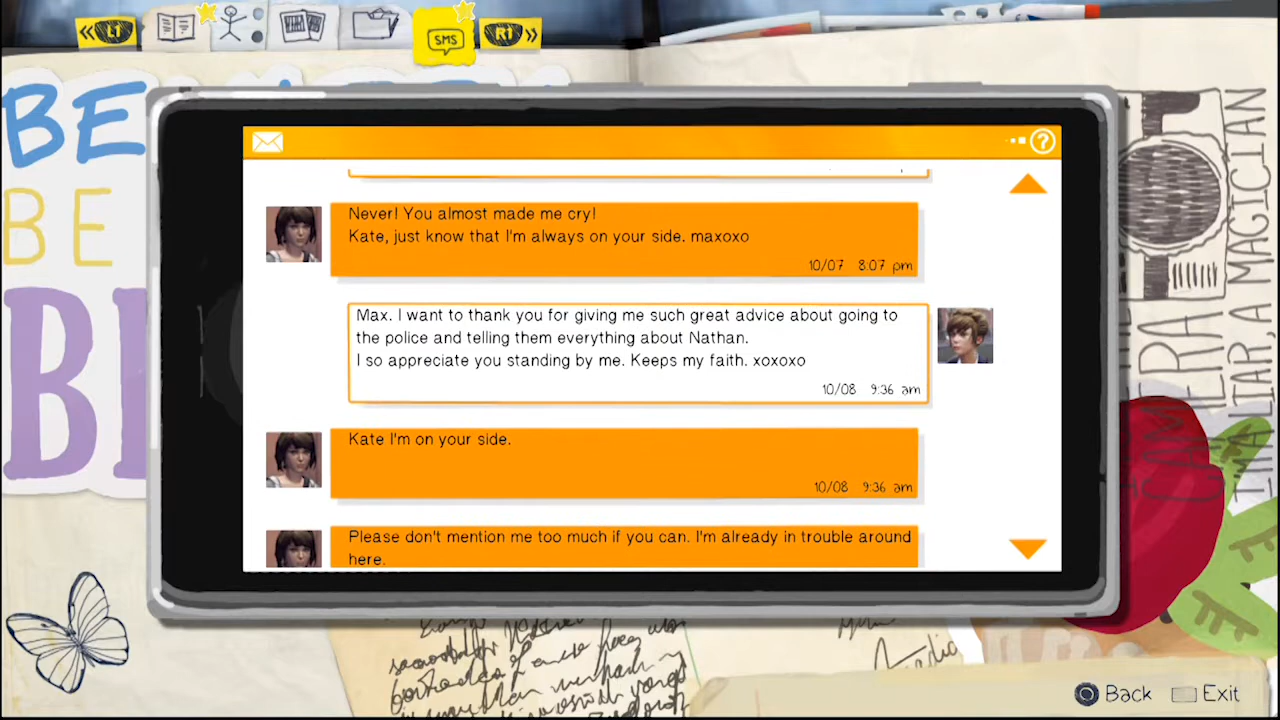 L1
SMS
R1
BE
BE
?
Never! You almost made me cry!
Kate, just know that I'm always on your side. maxoxo
10/07 8:07 pm
Max. I want to thank you for giving me such great advice about going to
the police and telling them everything about Nathan.
I so appreciate you standing by me. Keeps my faith. xoxoxo
10/08 9:36 am
Kate I'm on your side.
10/08 9:36 am
Please don't mention me too much if you can. I'm already in trouble around
here.
CAMERA
I'M A LIAR, A MAGICIAN
Back
Exit